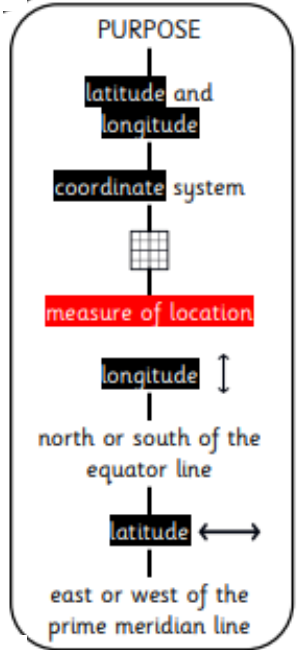 PURPOSE
latitude and
longitude
coordinate system
measure of location
longitude
north or south of the
equator line
latitude
east or west of the
prime meridian line